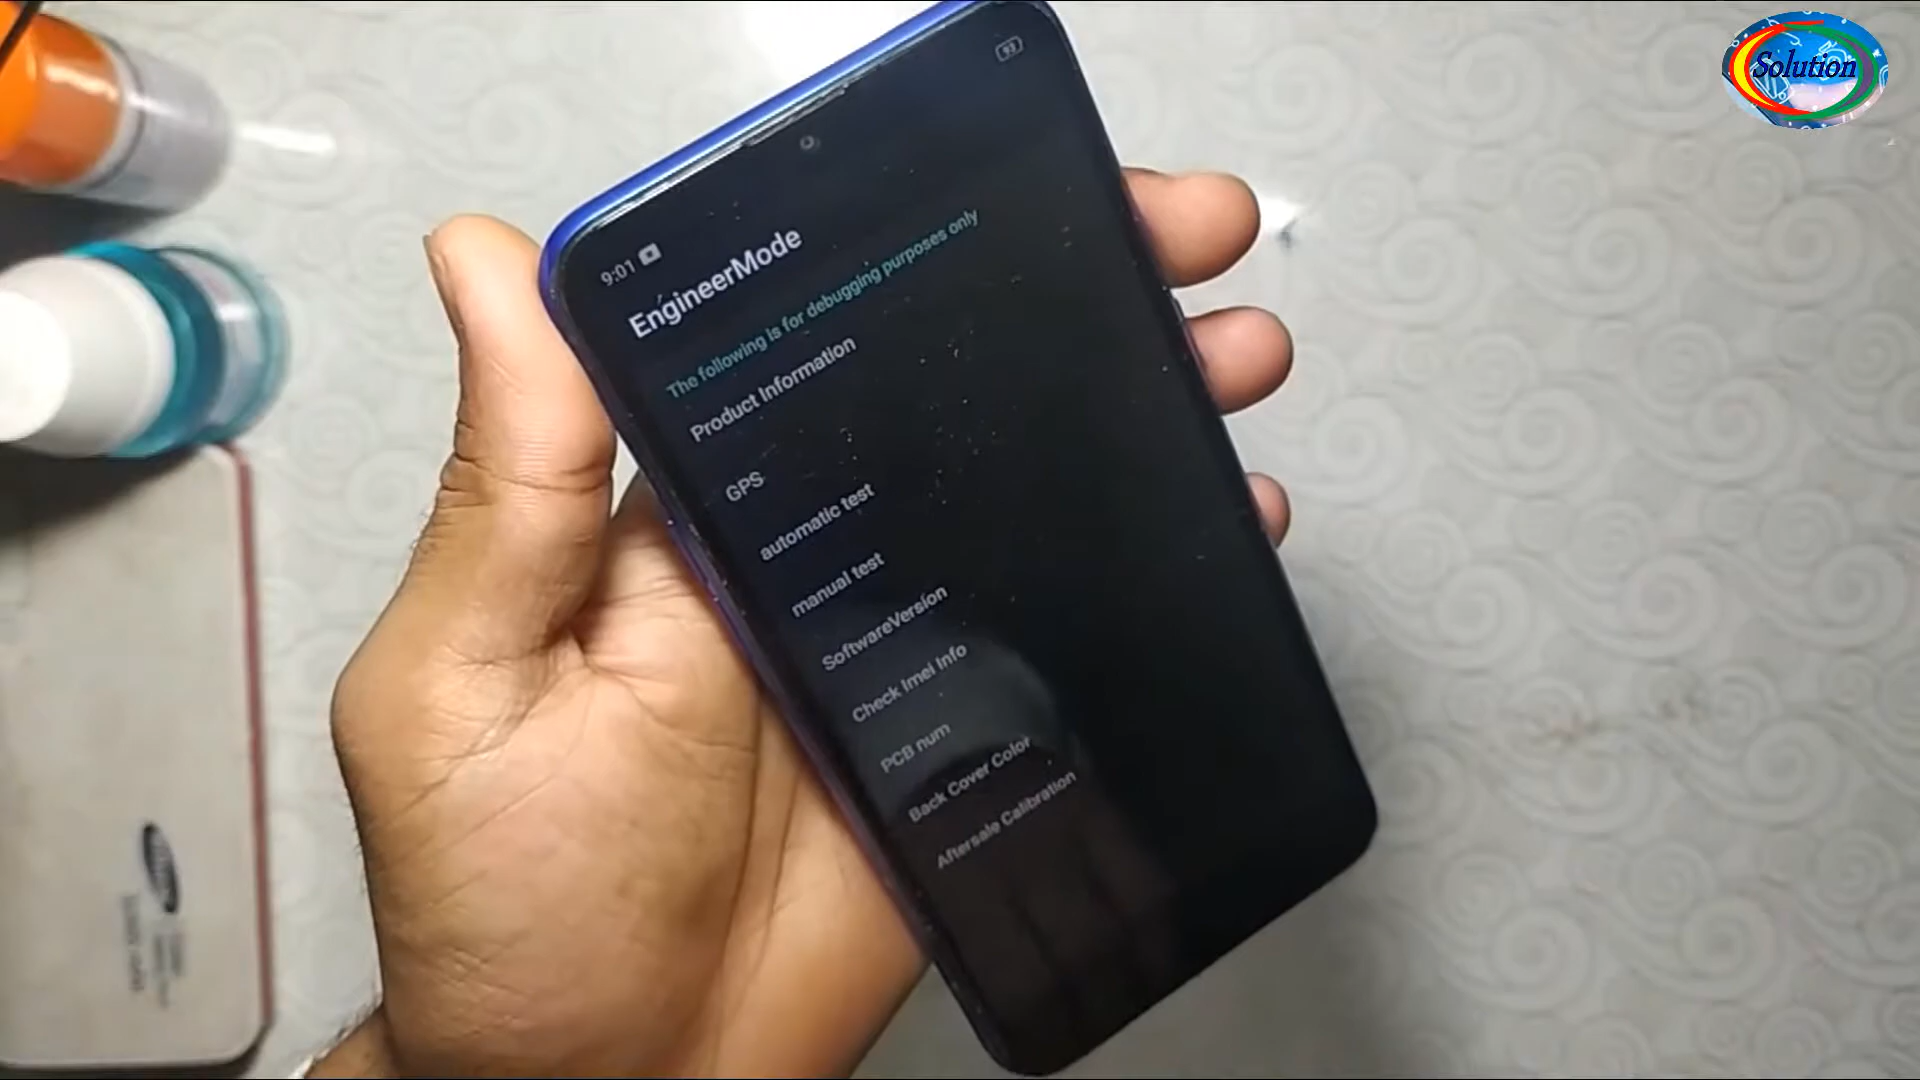 Solution
93
9:01
EngineerMode
The following is for debugging purposes only
Product Information
GPS
automatic test
manual test
SoftwareVersion
Check Imei Info
PCB num
Back Cover Color
Aftersale Calibration